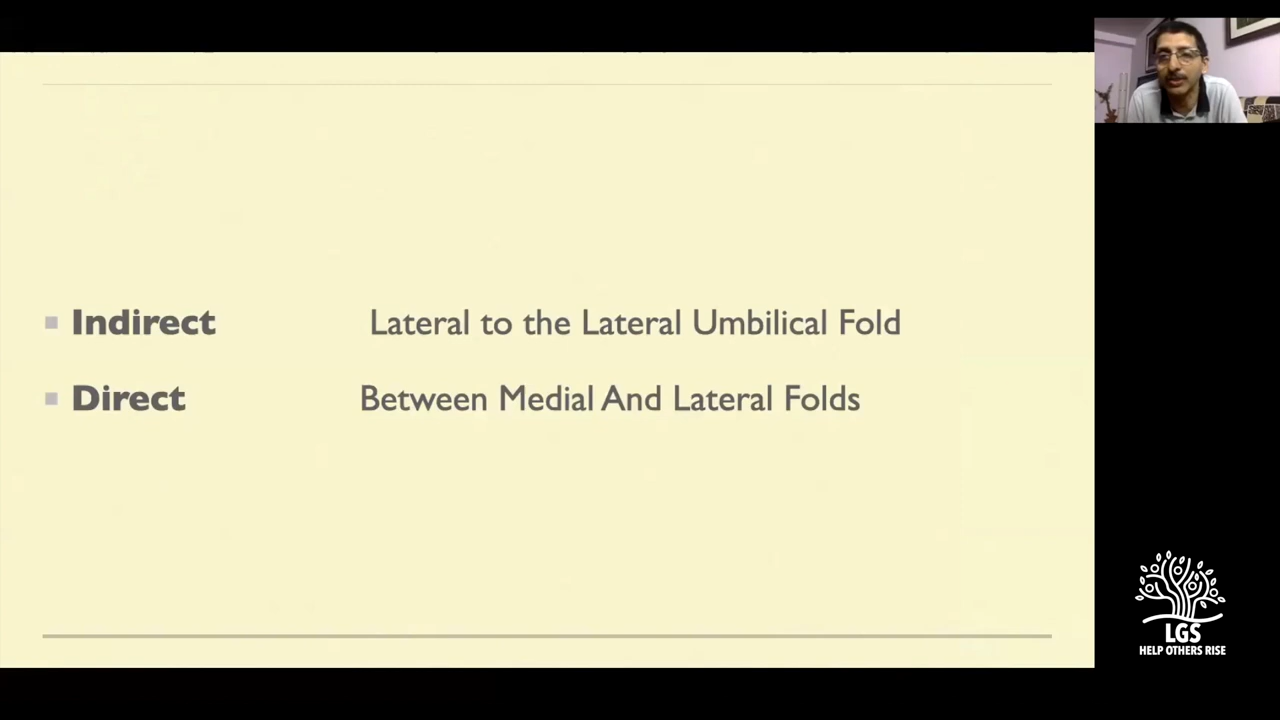 Indirect Lateral to the Lateral Umbilical Fold
Direct Between Medial And Lateral Folds
LGS
HELP OTHERS RISE